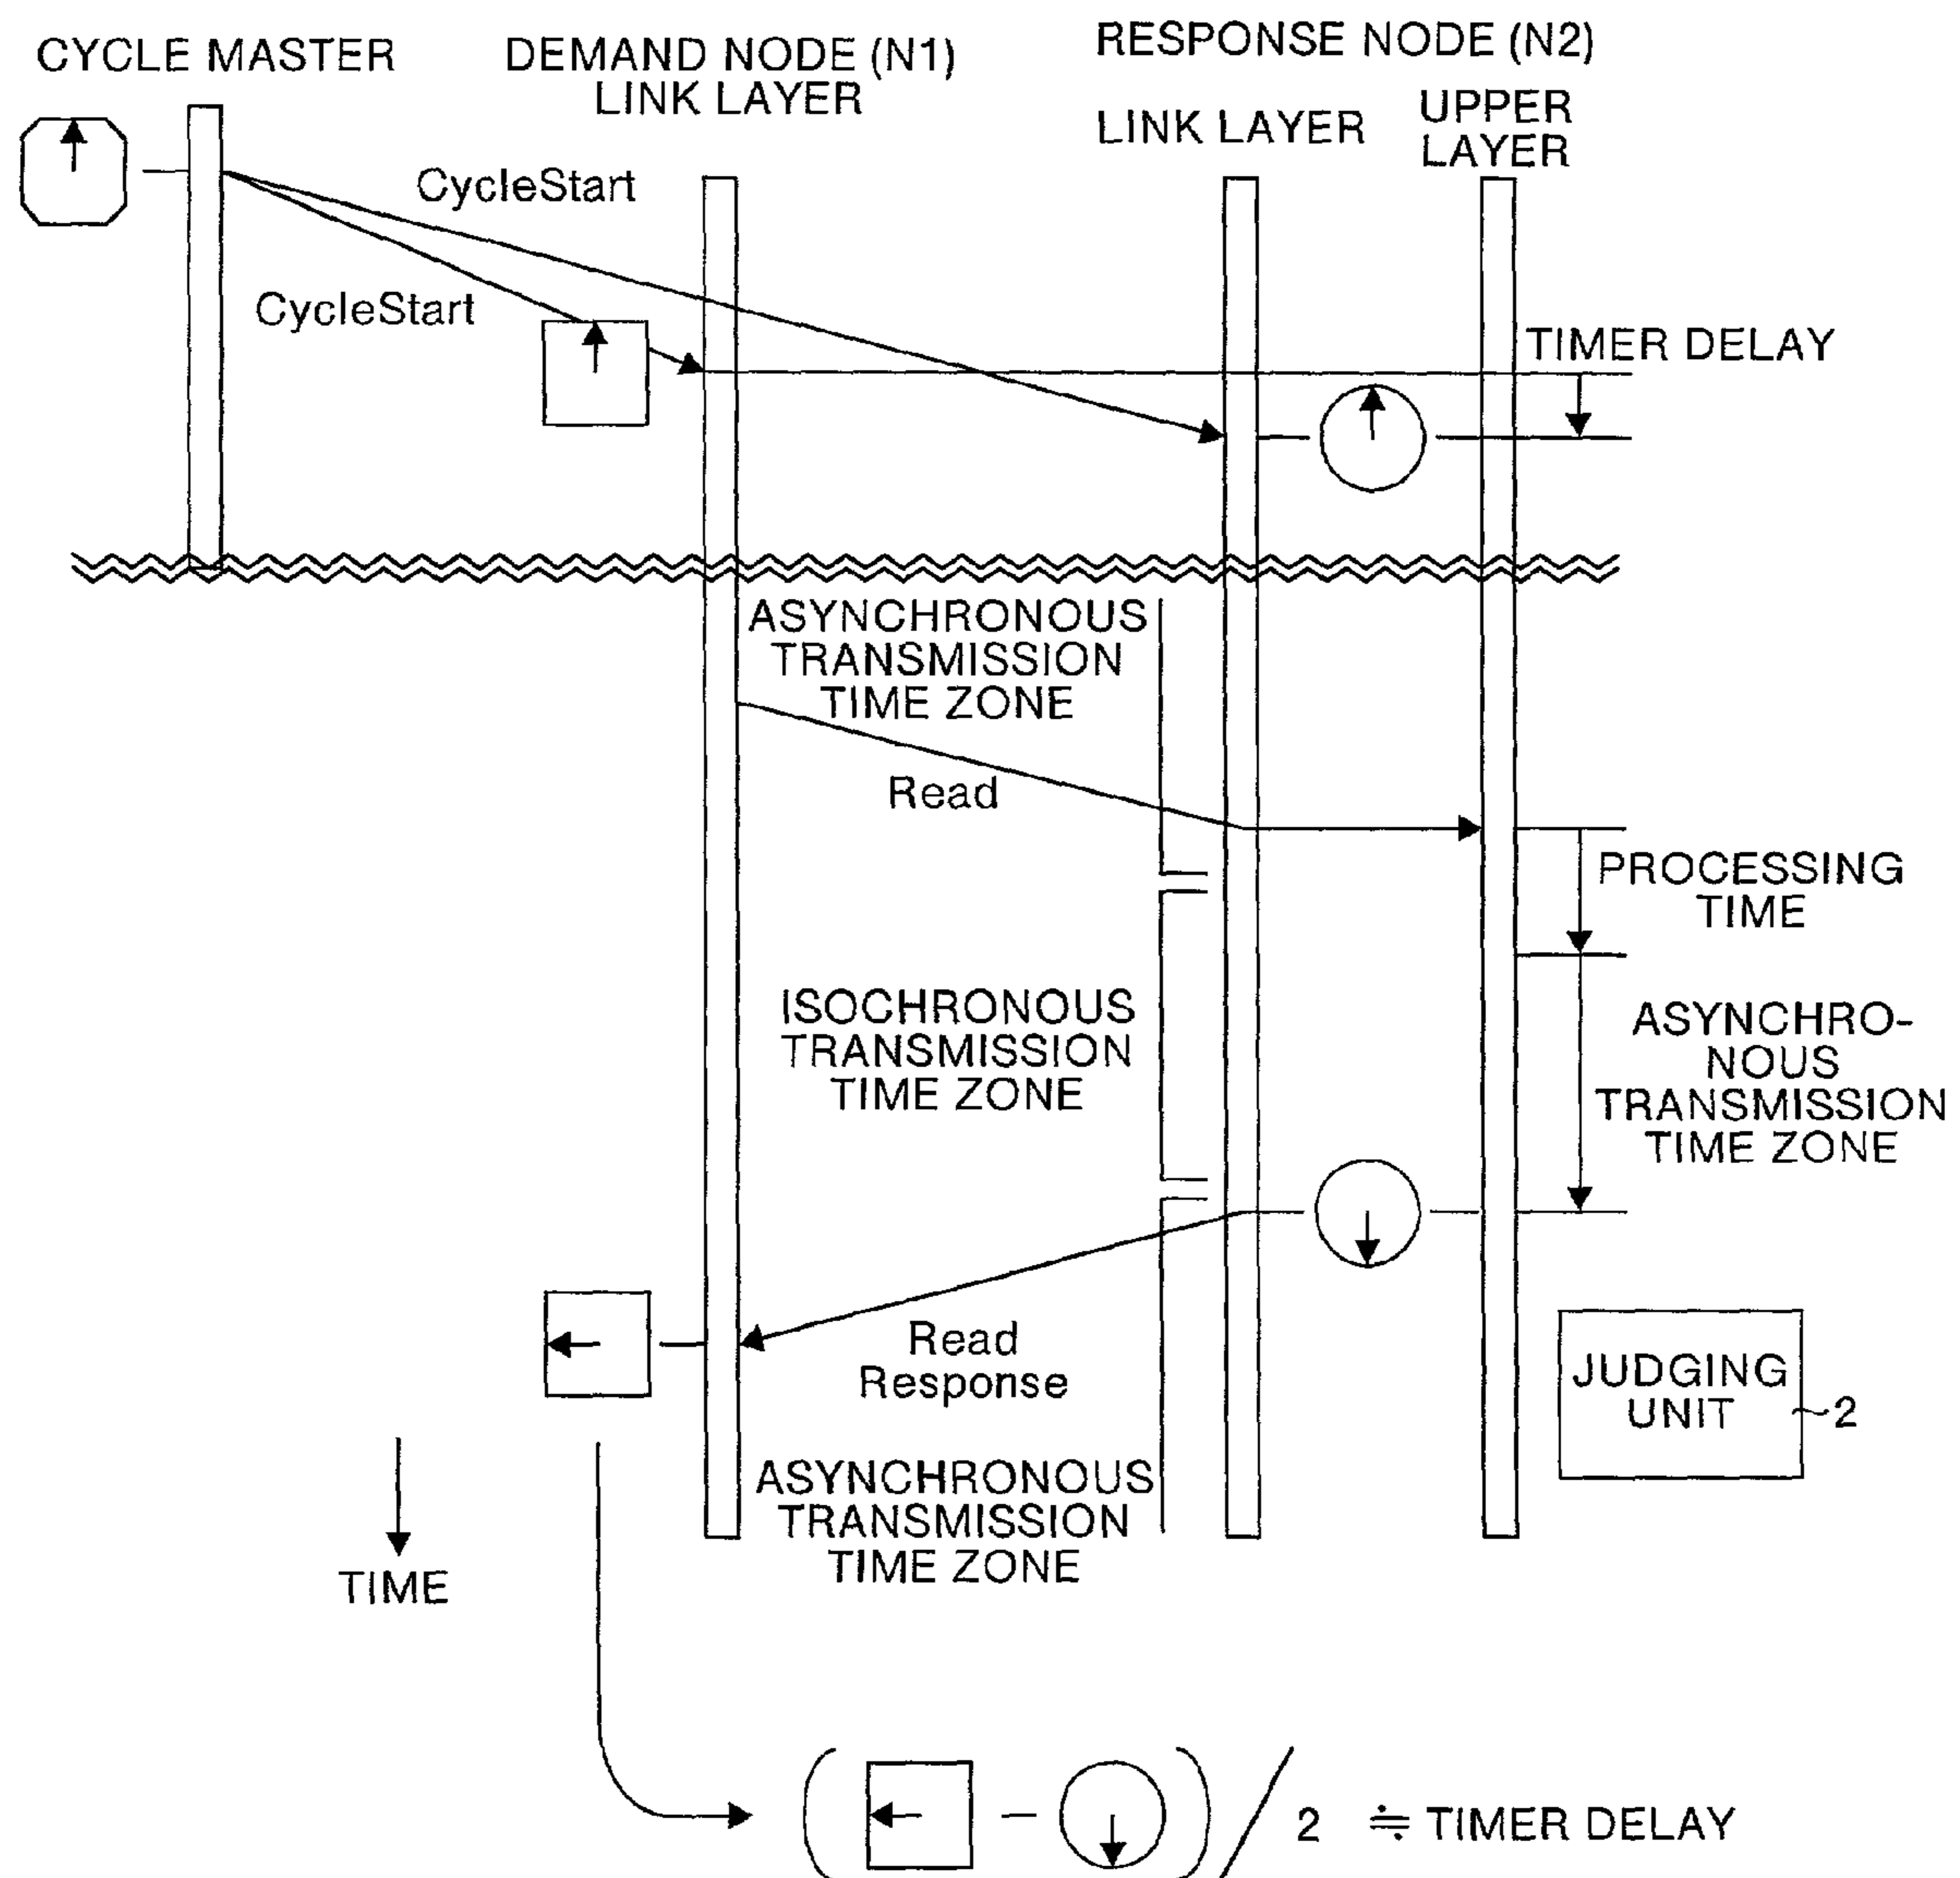 CYCLE MASTER
DEMAND NODE (N1)
LINK LAYER
RESPONSE NODE (N2)
LINK LAYER
UPPER
LAYER
CycleStart
CycleStart
TIMER DELAY
ASYNCHRONOUS
TRANSMISSION
TIME ZONE
Read
PROCESSING
TIME
ISOCHRONOUS
TRANSMISSION
TIME ZONE
ASYNCHRO-
NOUS
TRANSMISSION
TIME ZONE
Read
Response
JUDGING
UNIT
2
ASYNCHRONOUS
TRANSMISSION
TIME ZONE
TIME
( - ) / 2 ≒ TIMER DELAY